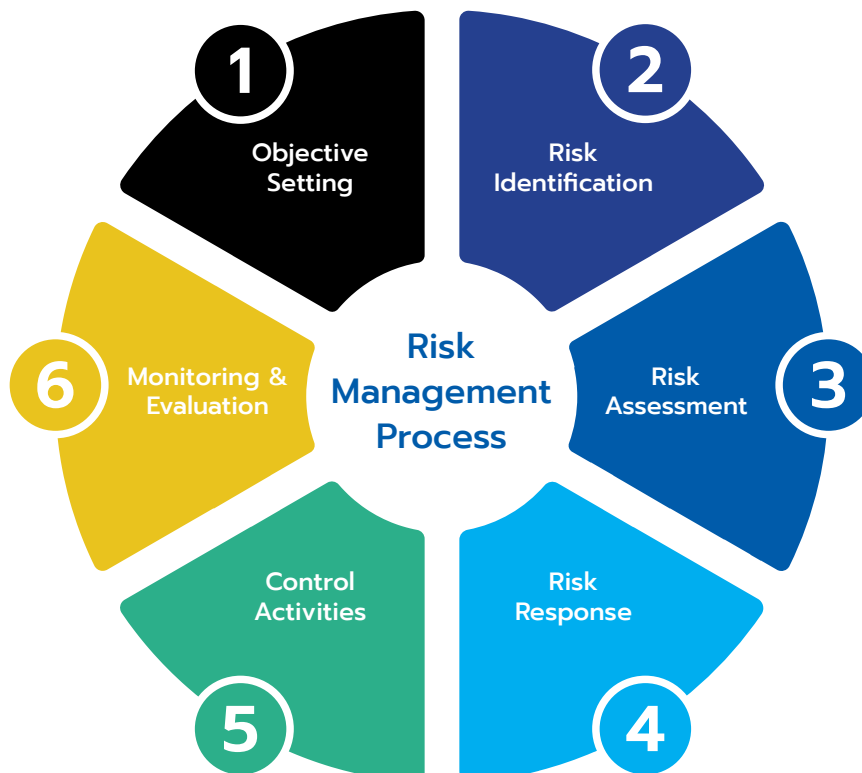 1
Objective
Setting
2
Risk
Identification
3
Risk
Assessment
4
Risk
Response
5
Control
Activities
6
Monitoring &
Evaluation
Risk
Management
Process